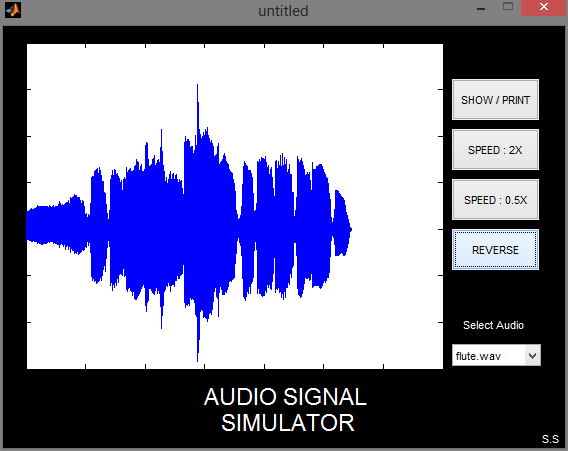 untitled
SHOW / PRINT
SPEED : 2X
SPEED : 0.5X
REVERSE
Select Audio
flute.wav
AUDIO SIGNAL
SIMULATOR
S.S